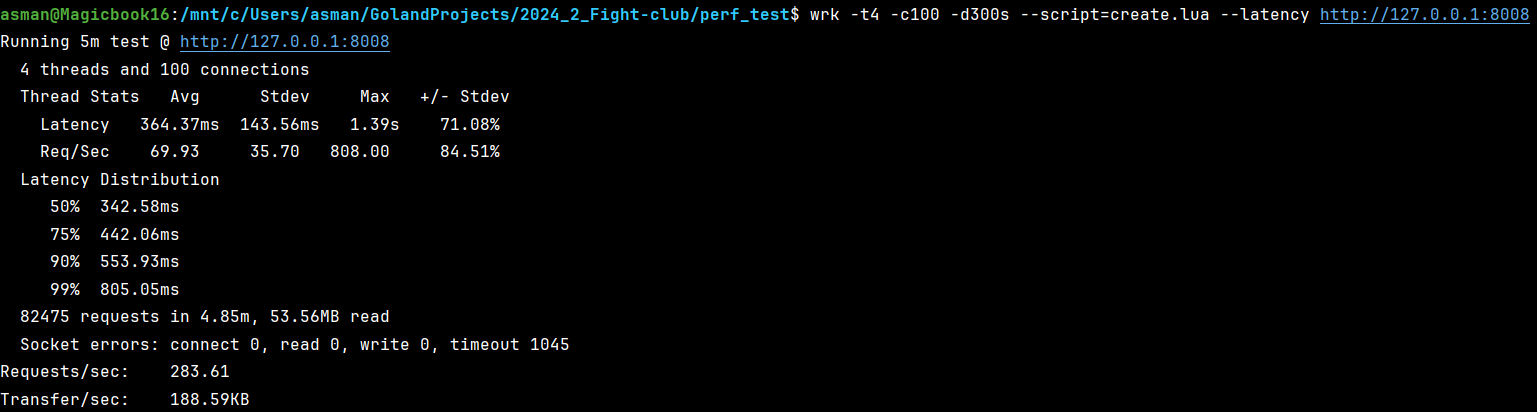 asman@Magicbook16:/mnt/c/Users/asman/GolandProjects/2024_2_Fight-club/perf_test$ wrk -t4 -c100 -d300s --script=create.lua --latency http://127.0.0.1:8008
Running 5m test @ http://127.0.0.1:8008
  4 threads and 100 connections
  Thread Stats   Avg      Stdev     Max   +/- Stdev
    Latency   364.37ms  143.56ms   1.39s    71.08%
    Req/Sec    69.93     35.70   808.00     84.51%
  Latency Distribution
     50%  342.58ms
     75%  442.06ms
     90%  553.93ms
     99%  805.05ms
  82475 requests in 4.85m, 53.56MB read
  Socket errors: connect 0, read 0, write 0, timeout 1045
Requests/sec:    283.61
Transfer/sec:    188.59KB